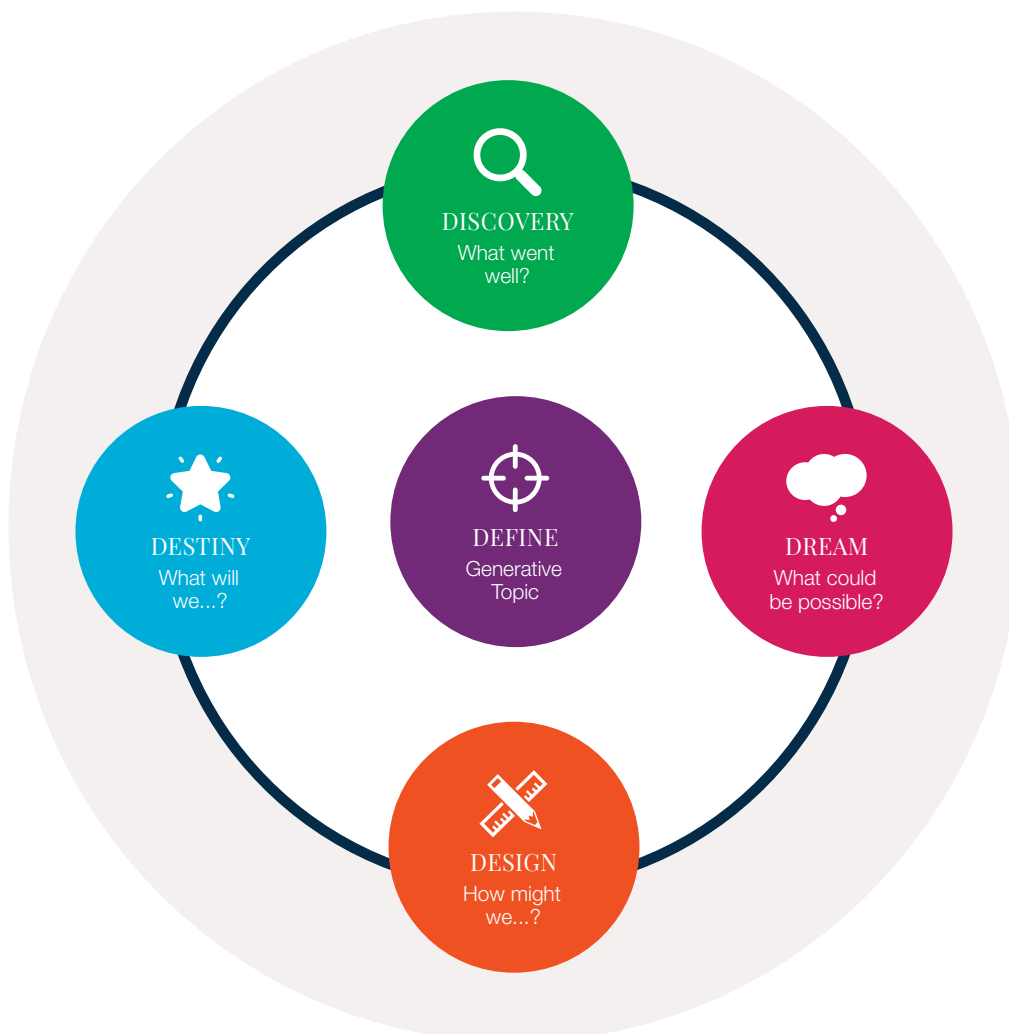 DISCOVERY
What went
well?
DESTINY
What will
we...?
DEFINE
Generative
Topic
DREAM
What could
be possible?
DESIGN
How might
we...?